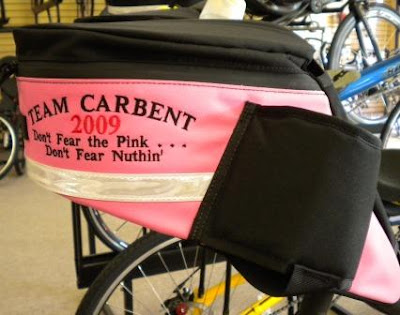 TEAM CARBENT
2009
Don't Fear the Pink . . .
Don't Fear Nuthin'